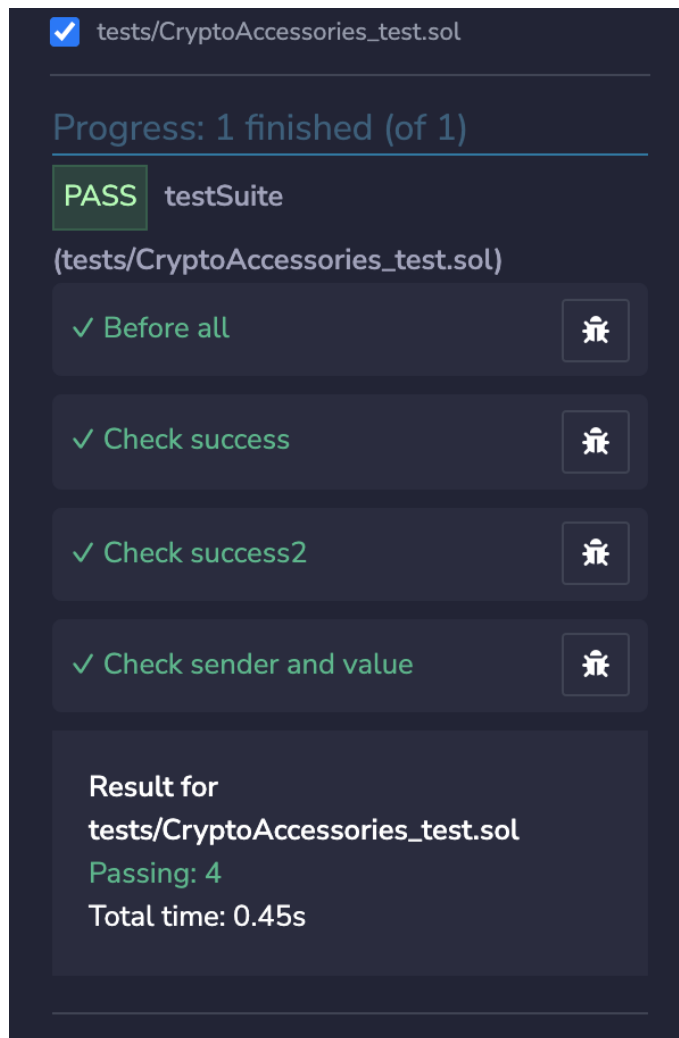 tests/CryptoAccessories_test.sol
Progress: 1 finished (of 1)
PASS testSuite
(tests/CryptoAccessories_test.sol)
✓ Before all
✓ Check success
✓ Check success2
✓ Check sender and value
Result for
tests/CryptoAccessories_test.sol
Passing: 4
Total time: 0.45s